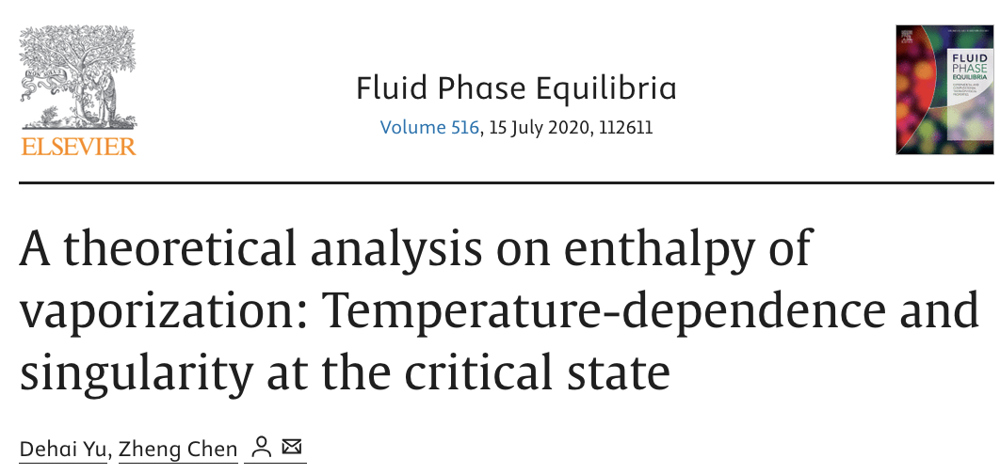 Fluid Phase Equilibria
Volume 516, 15 July 2020, 112611
ELSEVIER
FLUID
PHASE
EQUILIBRIA
A theoretical analysis on enthalpy of
vaporization: Temperature-dependence and
singularity at the critical state
Dehai Yu, Zheng Chen